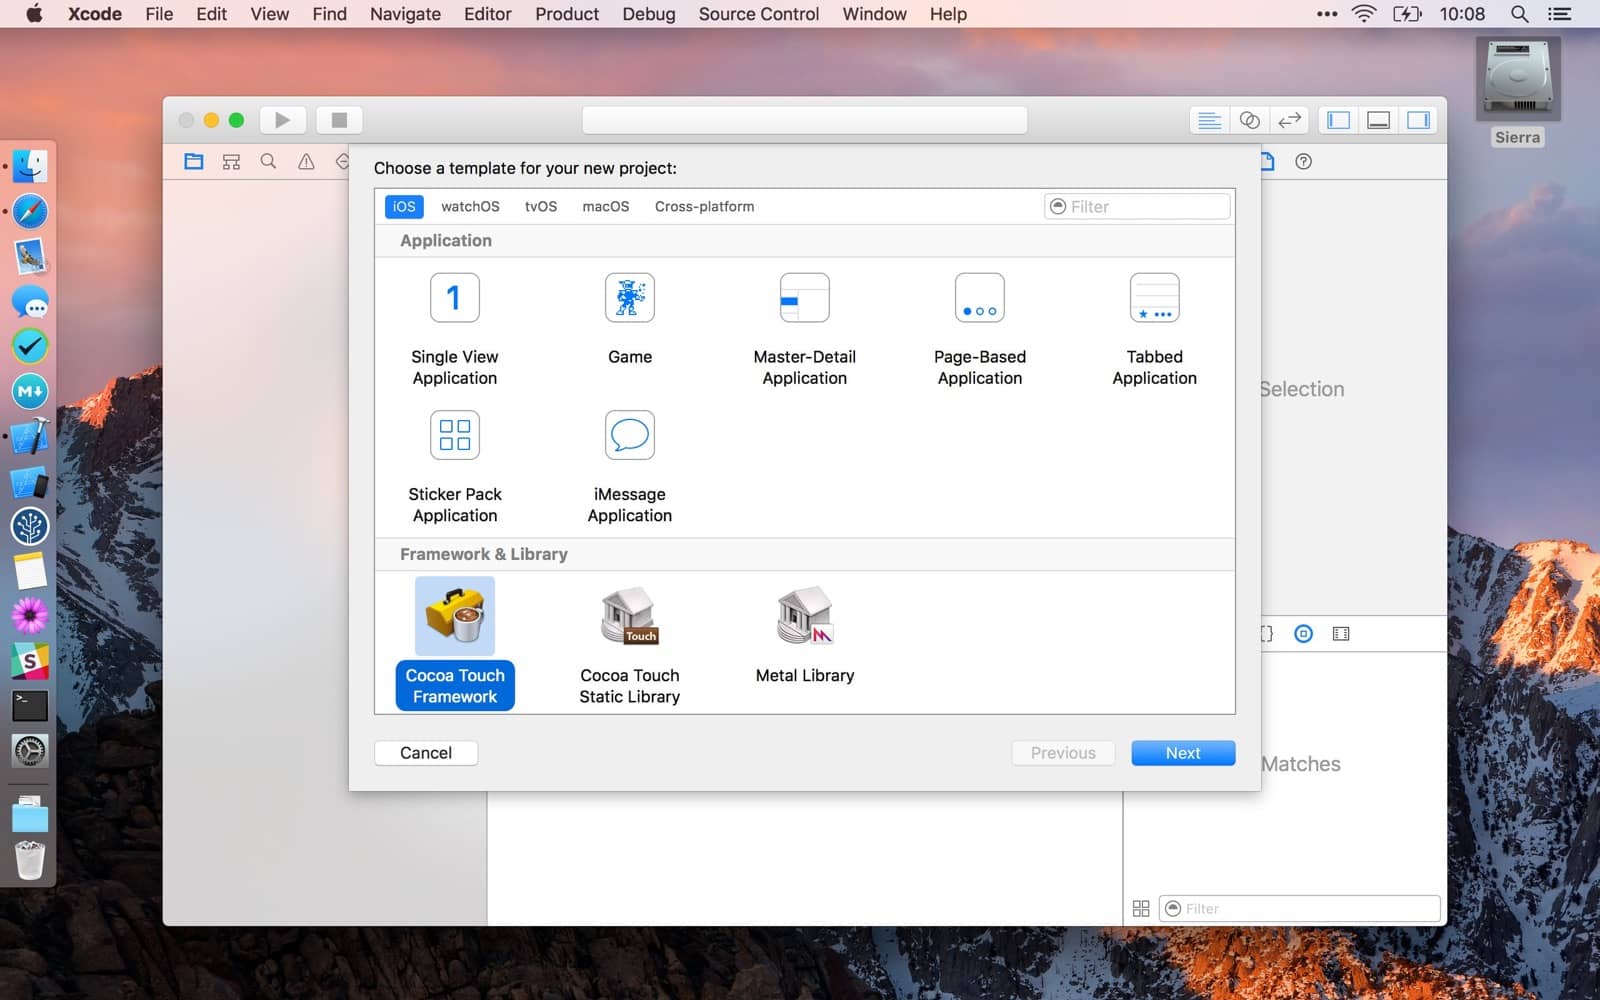 Xcode File Edit View Find Navigate Editor Product Debug Source Control Window Help 10:08
Sierra
Choose a template for your new project:
iOS watchOS tvOS macOS Cross-platform Filter
Application
1
Single View
Application
Game
Master-Detail
Application
Page-Based
Application
Tabbed
Application
Sticker Pack
Application
iMessage
Application
Framework & Library
Cocoa Touch
Framework
Touch
Cocoa Touch
Static Library
Metal Library
Cancel Previous Next
Selection
Matches
Filter
M
S